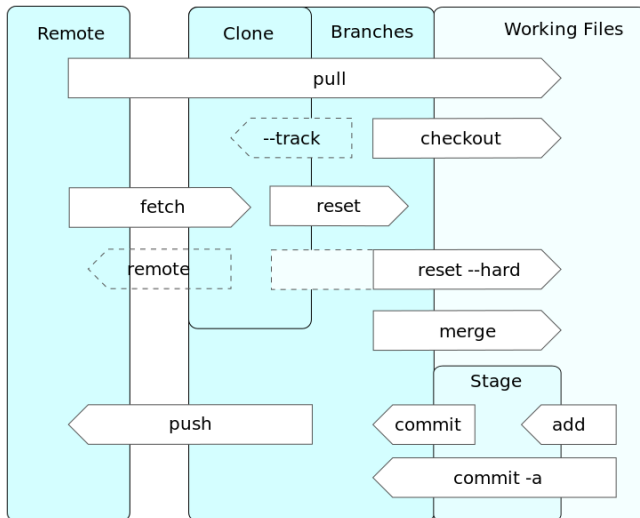 Remote
Clone
Branches
Working Files
pull
--track
checkout
fetch
reset
remote
reset --hard
merge
Stage
push
commit
add
commit -a